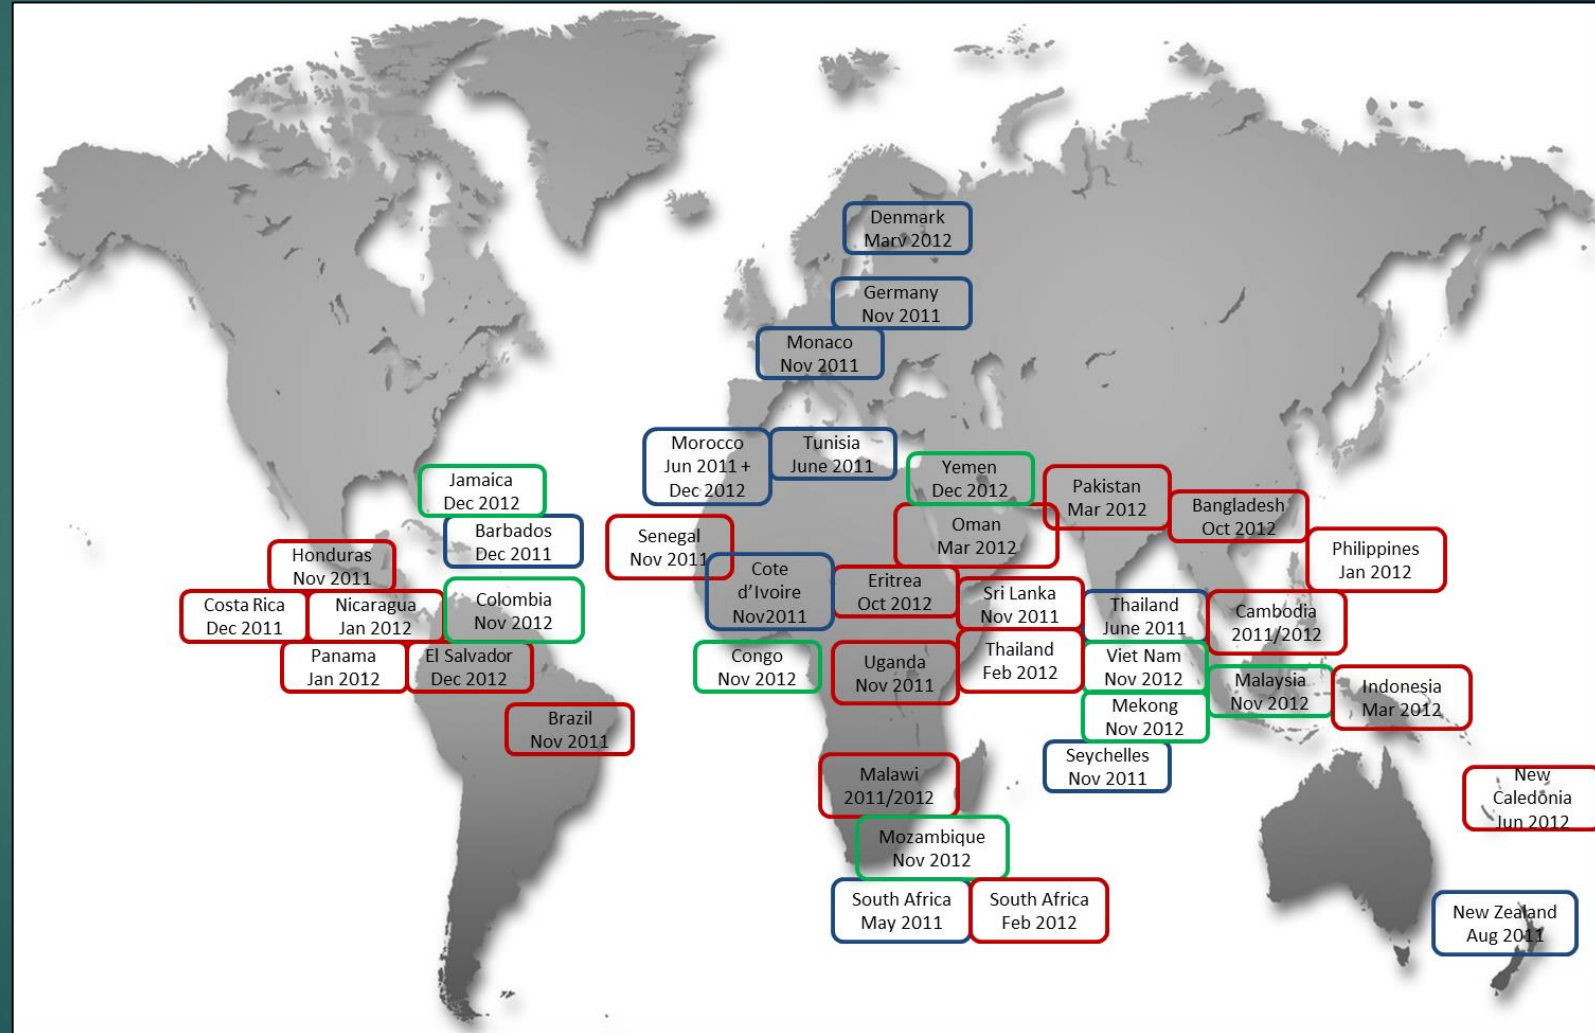 Denmark
Marv 2012
Germany
Nov 2011
Monaco
Nov 2011
Morocco
Jun 2011 +
Dec 2012
Tunisia
June 2011
Yemen
Dec 2012
Pakistan
Mar 2012
Bangladesh
Oct 2012
Jamaica
Dec 2012
Barbados
Dec 2011
Senegal
Nov 2011
Oman
Mar 2012
Philippines
Jan 2012
Honduras
Nov 2011
Cote
d'Ivoire
Nov2011
Eritrea
Oct 2012
Sri Lanka
Nov 2011
Thailand
June 2011
Cambodia
2011/2012
Costa Rica
Dec 2011
Nicaragua
Jan 2012
Colombia
Nov 2012
Panama
Jan 2012
El Salvador
Dec 2012
Congo
Nov 2012
Uganda
Nov 2011
Thailand
Feb 2012
Viet Nam
Nov 2012
Malaysia
Nov 2012
Indonesia
Mar 2012
Mekong
Nov 2012
Brazil
Nov 2011
Seychelles
Nov 2011
Malawi
2011/2012
New
Caledonia
Jun 2012
Mozambique
Nov 2012
South Africa
May 2011
South Africa
Feb 2012
New Zealand
Aug 2011